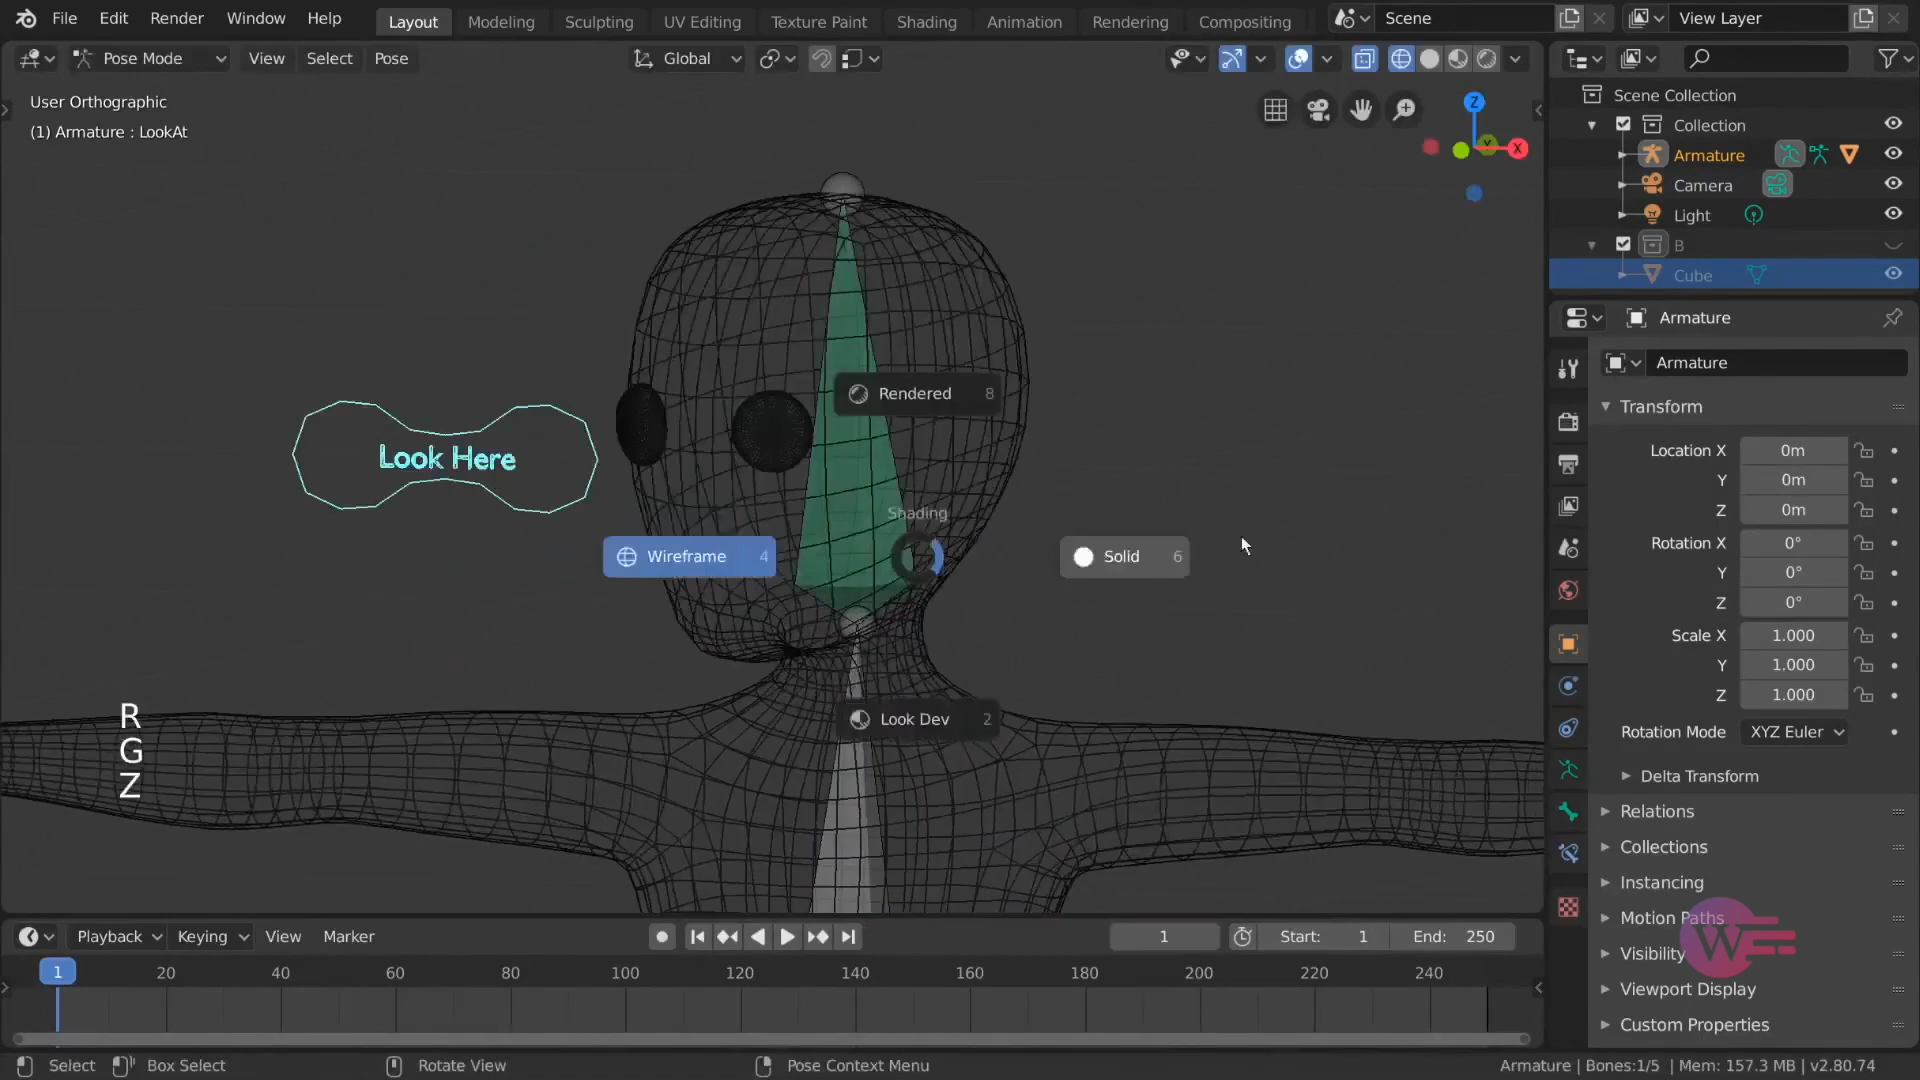 File Edit Render Window Help Layout Modeling Sculpting UV Editing Texture Paint Shading Animation Rendering Compositing Scene View Layer
Pose Mode View Select Pose Global
User Orthographic
(1) Armature : LookAt
Z
Y
X
Scene Collection
Collection
Armature
Camera
Light
B
Cube
Armature
Armature
Transform
Location X 0m
Y 0m
Z 0m
Rotation X 0°
Y 0°
Z 0°
Scale X 1.000
Y 1.000
Z 1.000
Rotation Mode XYZ Euler
Delta Transform
Relations
Collections
Instancing
Motion Paths
Visibility
Viewport Display
Custom Properties
Rendered 8
Look Here
Shading
Wireframe 4
Solid 6
Look Dev 2
R
G
Z
Playback Keying View Marker 1 Start: 1 End: 250
1 20 40 60 80 100 120 140 160 180 200 220 240
Select Box Select Rotate View Pose Context Menu Armature | Bones:1/5 | Mem: 157.3 MB | v2.80.74
W